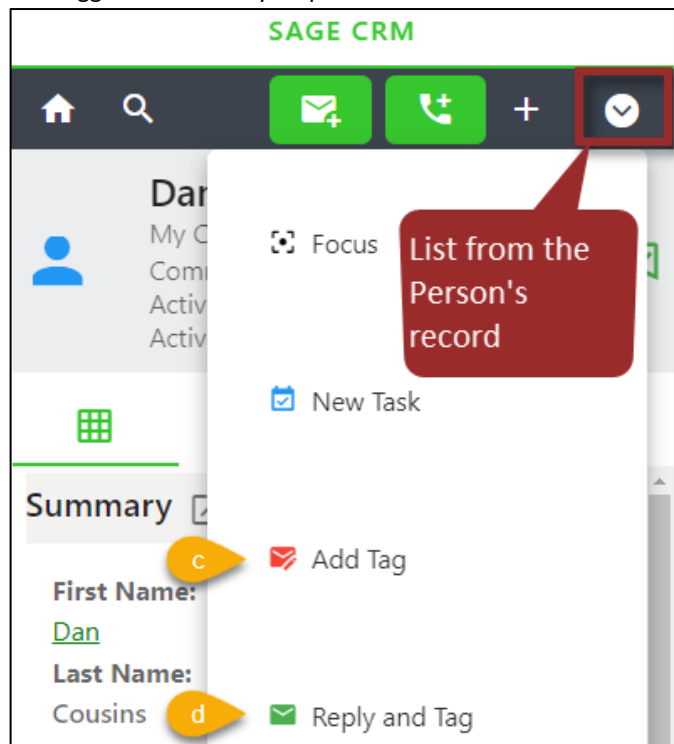 SAGE CRM
Dan
My C
Com
Activ
Activ
Focus
List from the
Person's
record
New Task
Summary
c
Add Tag
First Name:
Dan
Last Name:
Cousins
d
Reply and Tag